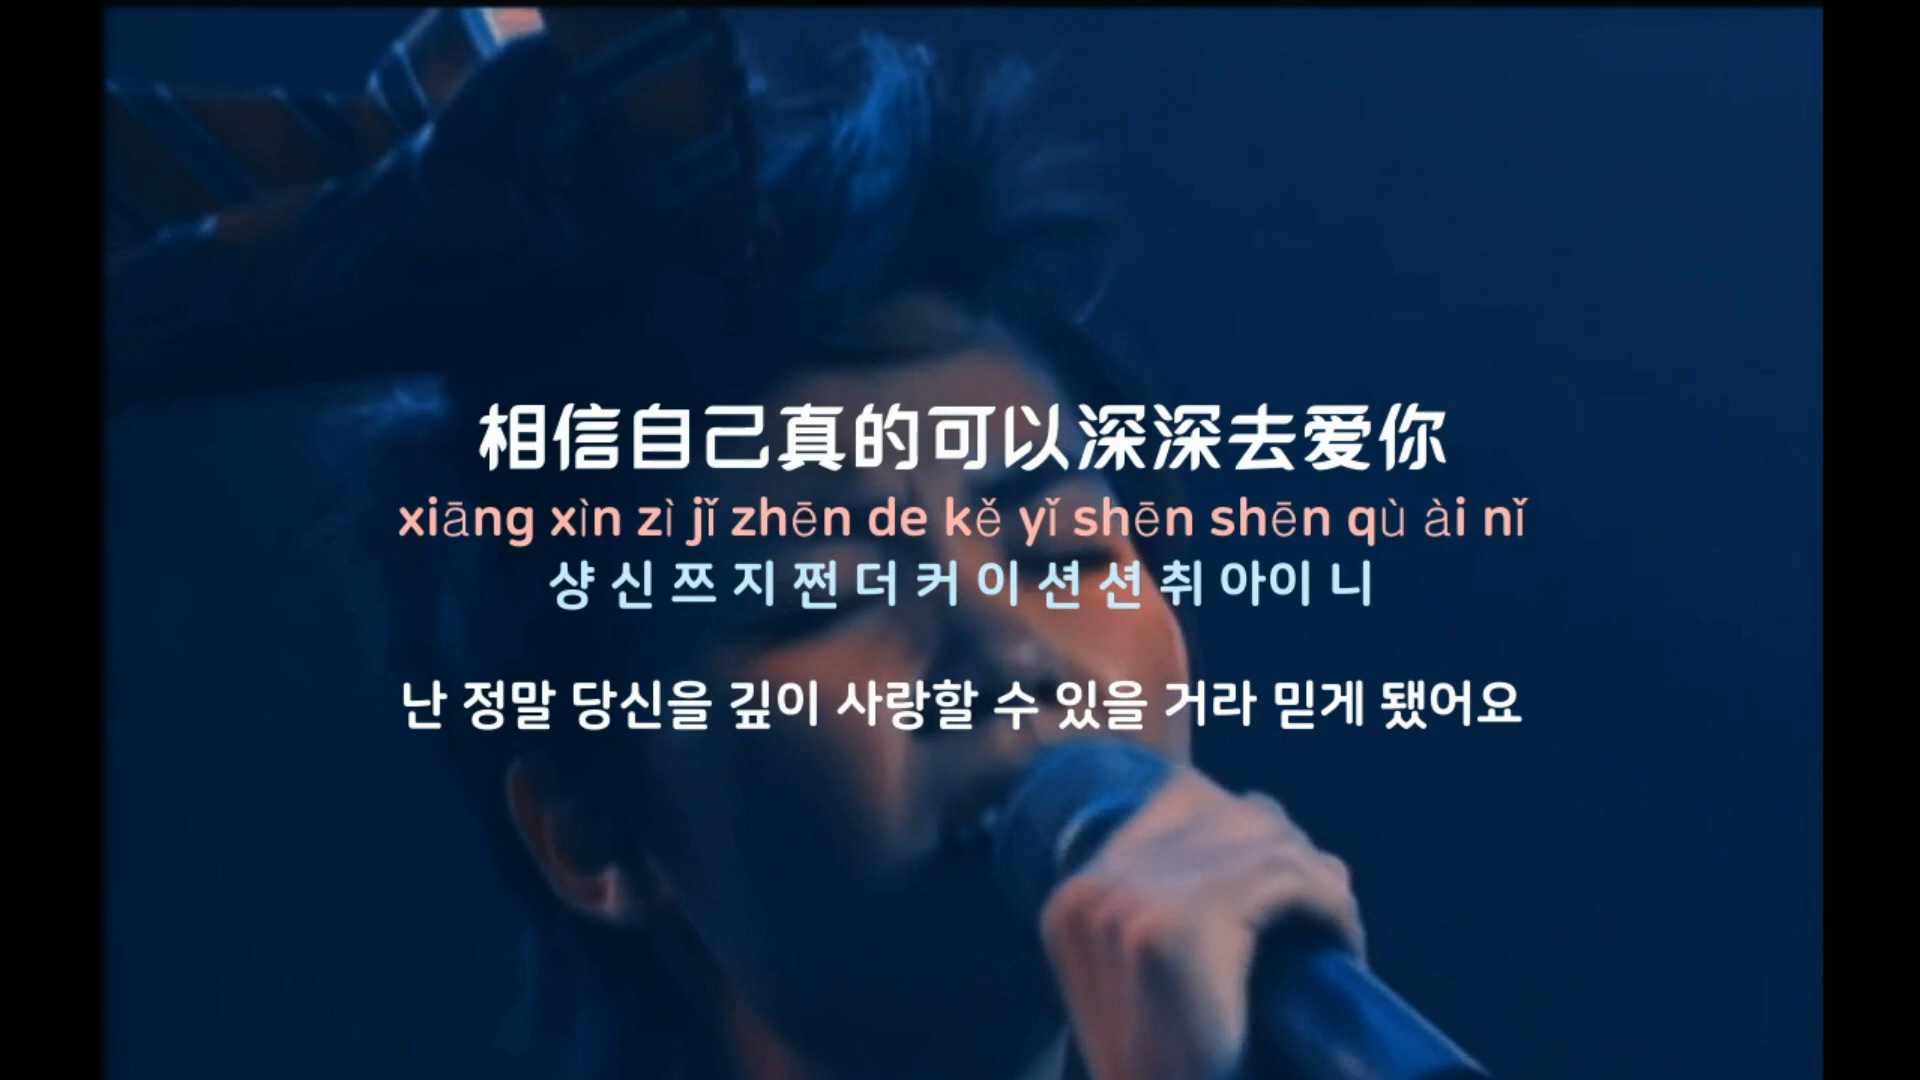 相信自己真的可以深深去爱你
xiāng xìn zì jǐ zhēn de kě yǐ shēn shēn qù ài nǐ
샹 신 쯔 지 쩐 더 커 이 션 션 취 아이 니
난 정말 당신을 깊이 사랑할 수 있을 거라 믿게 됐어요